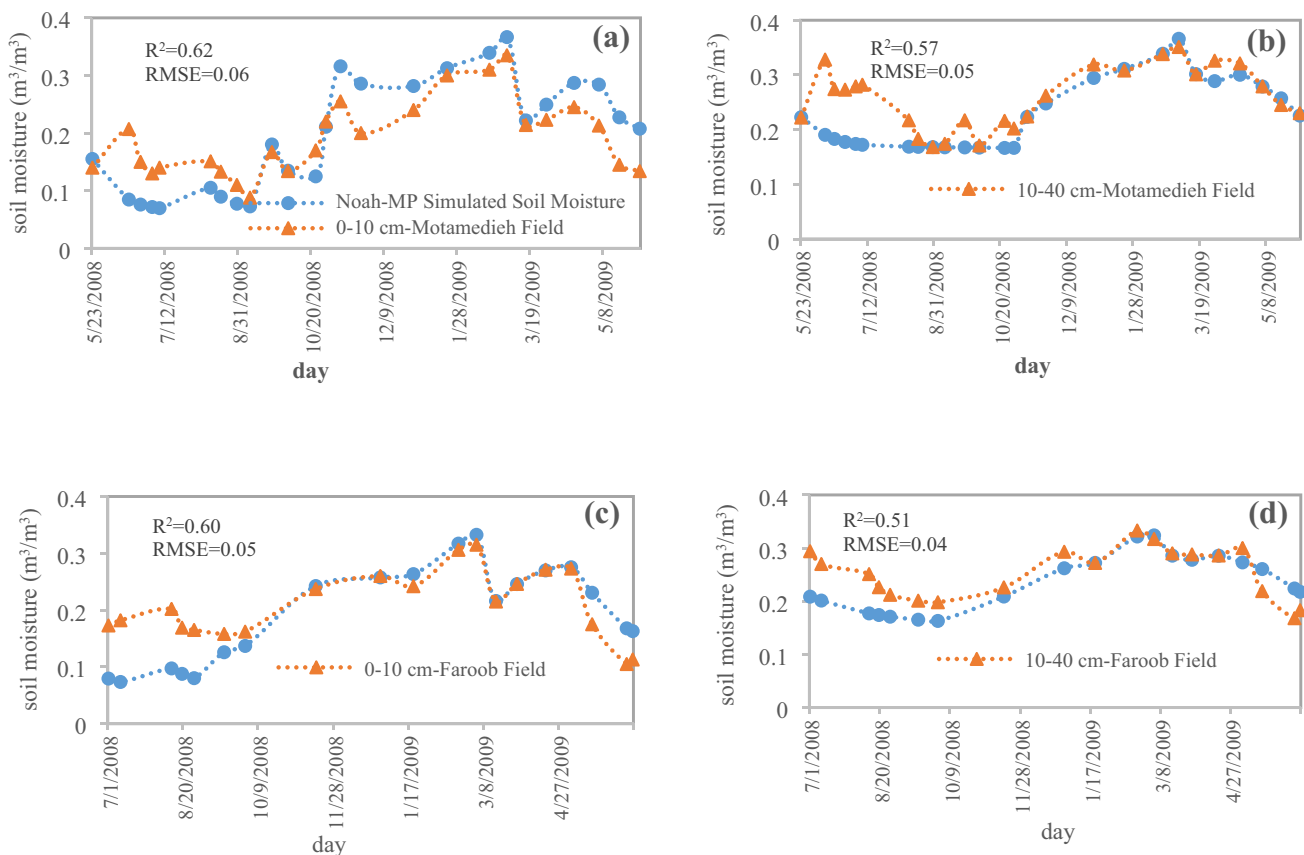 (a)
R²=0.62
RMSE=0.06
soil moisture (m³/m³)
0.4
0.3
0.2
0.1
0
Noah-MP Simulated Soil Moisture
0-10 cm-Motamedieh Field
5/23/2008
7/12/2008
8/31/2008
10/20/2008
12/9/2008
1/28/2009
3/19/2009
5/8/2009
day
(b)
R²=0.57
RMSE=0.05
soil moisture (m³/m³)
0.4
0.3
0.2
0.1
0
10-40 cm-Motamedieh Field
5/23/2008
7/12/2008
8/31/2008
10/20/2008
12/9/2008
1/28/2009
3/19/2009
5/8/2009
day
(c)
R²=0.60
RMSE=0.05
soil moisture (m³/m³)
0.4
0.3
0.2
0.1
0
0-10 cm-Faroob Field
7/1/2008
8/20/2008
10/9/2008
11/28/2008
1/17/2009
3/8/2009
4/27/2009
day
(d)
R²=0.51
RMSE=0.04
soil moisture (m³/m³)
0.4
0.3
0.2
0.1
0
10-40 cm-Faroob Field
7/1/2008
8/20/2008
10/9/2008
11/28/2008
1/17/2009
3/8/2009
4/27/2009
day